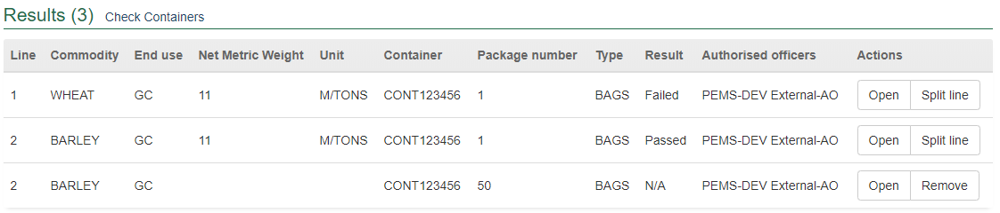 Results (3) Check Containers
Line Commodity End use Net Metric Weight Unit Container Package number Type Result Authorised officers Actions
1 WHEAT GC 11 M/TONS CONT123456 1 BAGS Failed PEMS-DEV External-AO Open Split line
2 BARLEY GC 11 M/TONS CONT123456 1 BAGS Passed PEMS-DEV External-AO Open Split line
2 BARLEY GC CONT123456 50 BAGS N/A PEMS-DEV External-AO Open Remove